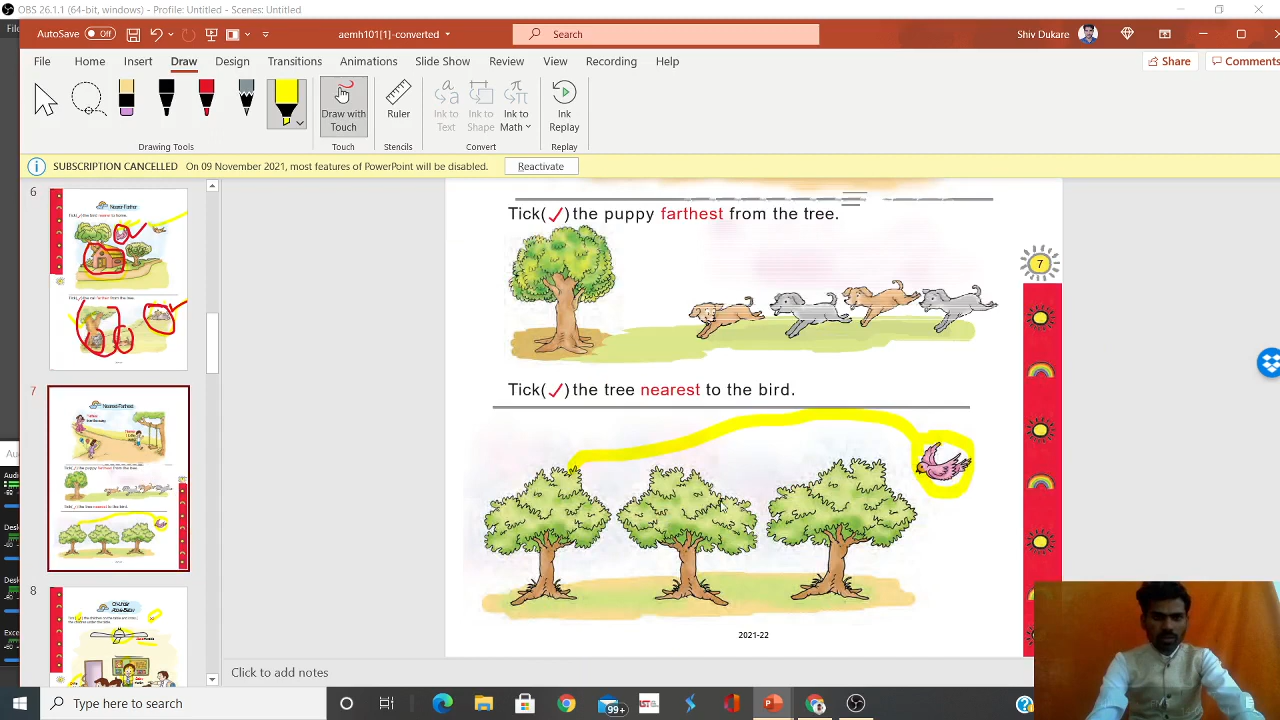 OBS 26.1.1 (64-bit, windows) - Profile: Untitled - Scenes: Untitled
AutoSave Off
aemh101[1]-converted
Search
Shiv Dukare
File Home Insert Draw Design Transitions Animations Slide Show Review View Recording Help
Share Comments
Draw with Touch
Ruler
Ink to Text
Ink to Shape
Ink to Math
Ink Replay
Drawing Tools Touch Stencils Convert Replay
SUBSCRIPTION CANCELLED On 09 November 2021, most features of PowerPoint will be disabled. Reactivate
6
7
8
Nearest-Farthest
Tick(✓) the puppy farthest from the tree.
7
Tick(✓) the tree nearest to the bird.
2021-22
Click to add notes
Type here to search
99+